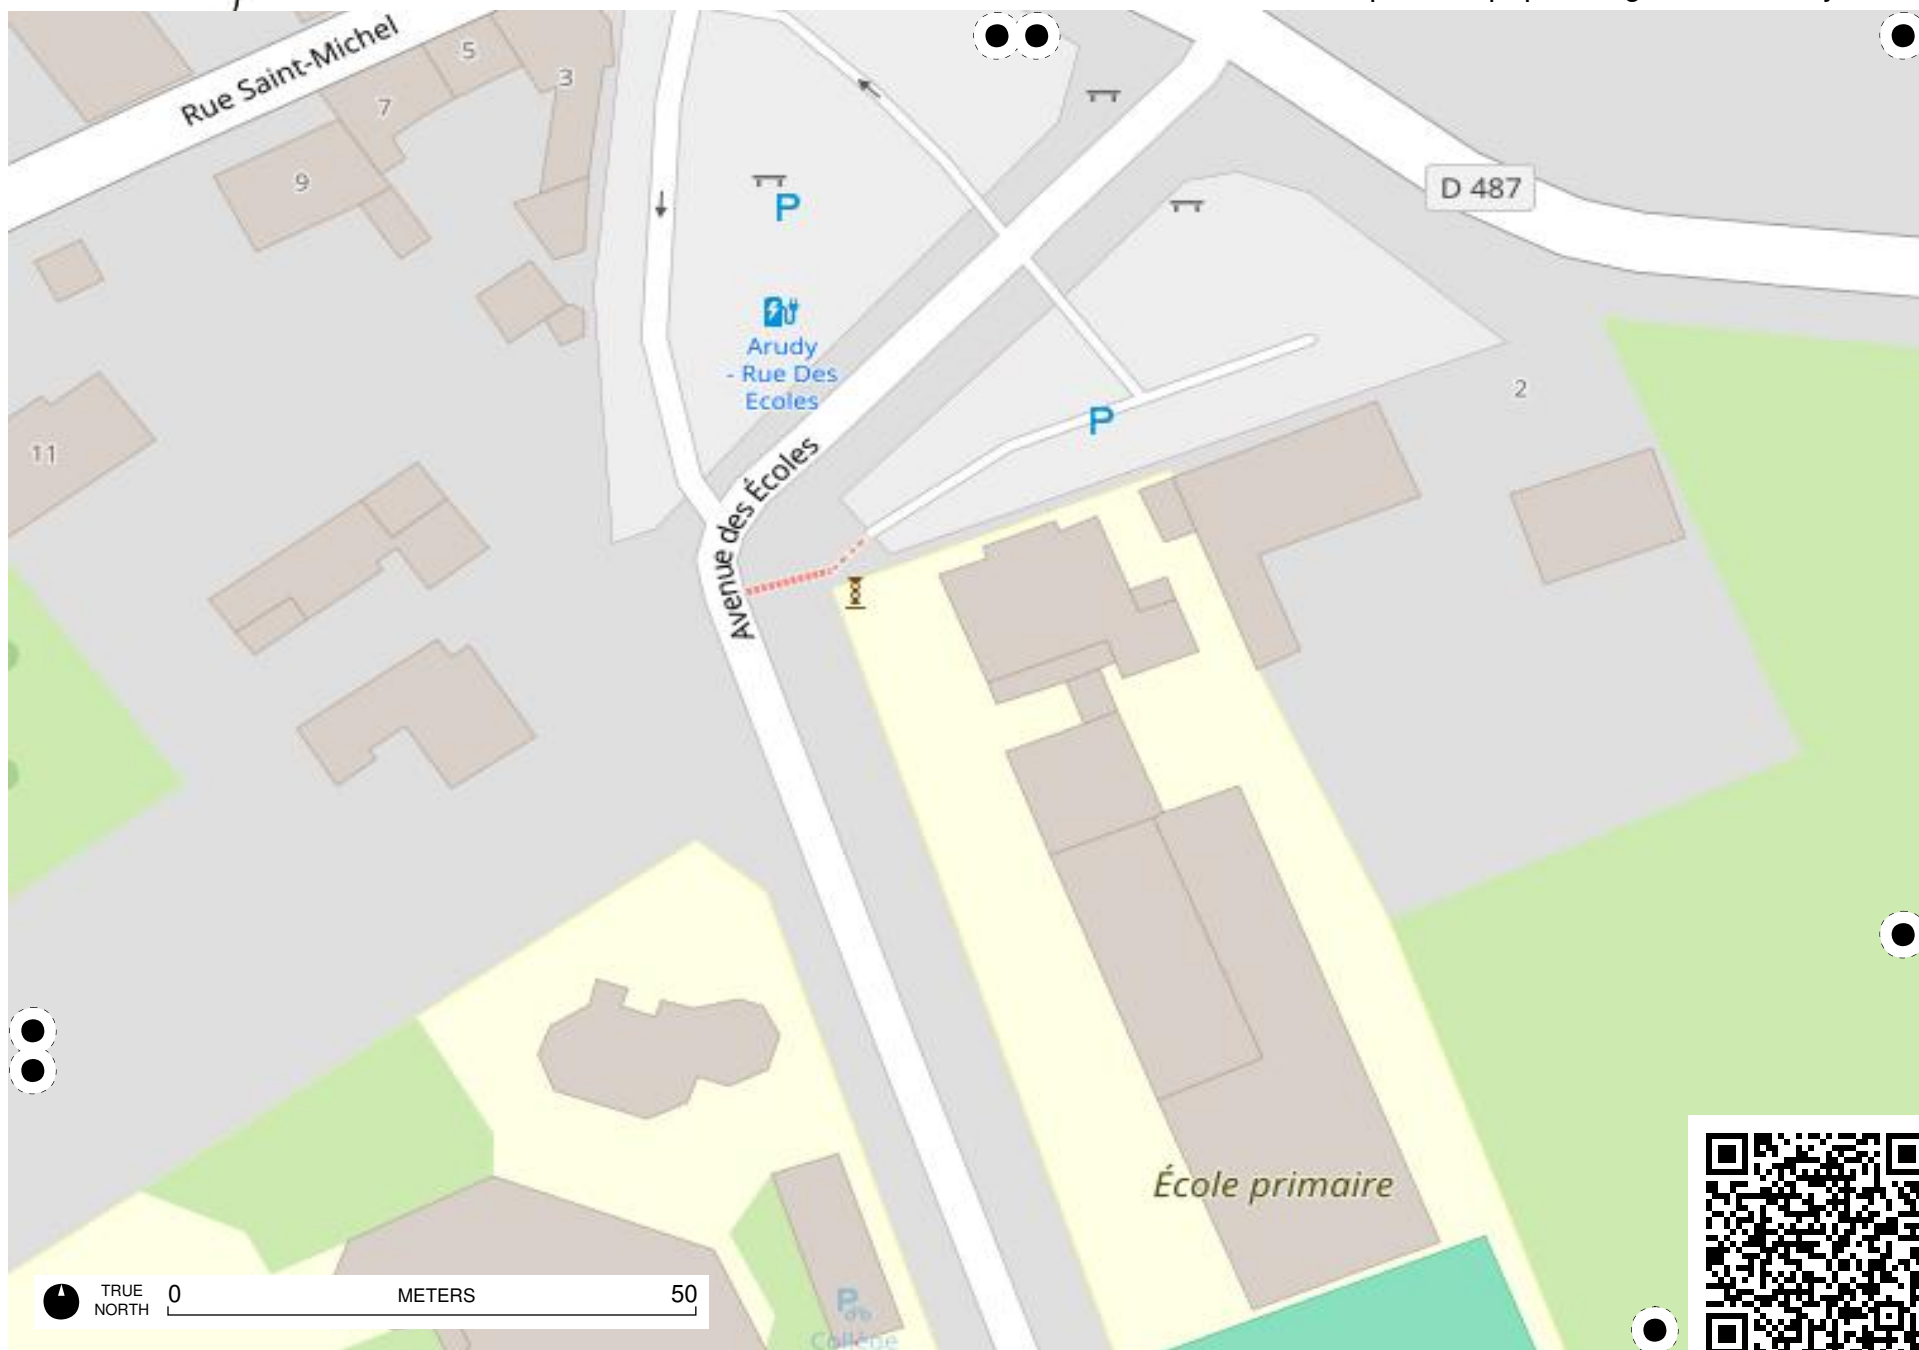 Rue Saint-Michel
5
3
7
9
D 487
P
Arudy
- Rue Des
Ecoles
2
P
11
Avenue des Écoles
École primaire
TRUE
NORTH
0
METERS
50
P
Collège